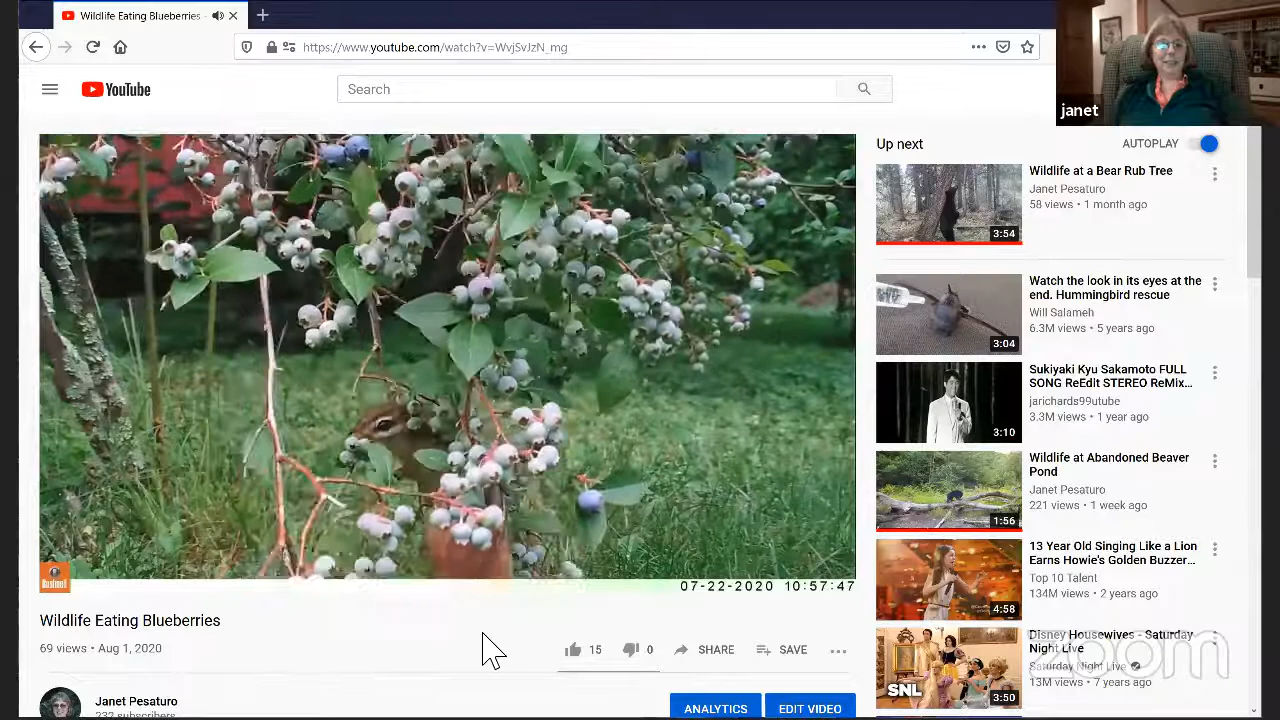 Wildlife Eating Blueberries -
https://www.youtube.com/watch?v=WvjSvJzN_mg
janet
YouTube
Search
Up next
AUTOPLAY
Wildlife at a Bear Rub Tree
Janet Pesaturo
58 views • 1 month ago
3:54
Watch the look in its eyes at the
end. Hummingbird rescue
Will Salameh
6.3M views • 5 years ago
3:04
Sukiyaki Kyu Sakamoto FULL
SONG ReEdit STEREO ReMix...
jarichards99utube
3.3M views • 1 year ago
3:10
Wildlife at Abandoned Beaver
Pond
Janet Pesaturo
221 views • 1 week ago
1:56
13 Year Old Singing Like a Lion
Earns Howie's Golden Buzzer...
Top 10 Talent
134M views • 2 years ago
4:58
Disney Housewives - Saturday
Night Live
Saturday Night Live
13M views • 7 years ago
SNL
3:50
zoom
Bushnell
07-22-2020 10:57:47
Wildlife Eating Blueberries
69 views • Aug 1, 2020
15
0
SHARE
SAVE
Janet Pesaturo
232 subscribers
ANALYTICS
EDIT VIDEO